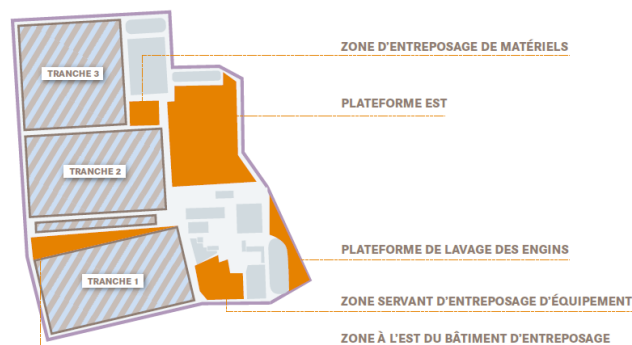 ZONE D'ENTREPOSAGE DE MATÉRIELS
TRANCHE 3
PLATEFORME EST
TRANCHE 2
PLATEFORME DE LAVAGE DES ENGINS
TRANCHE 1
ZONE SERVANT D'ENTREPOSAGE D'ÉQUIPEMENT
ZONE À L'EST DU BÂTIMENT D'ENTREPOSAGE